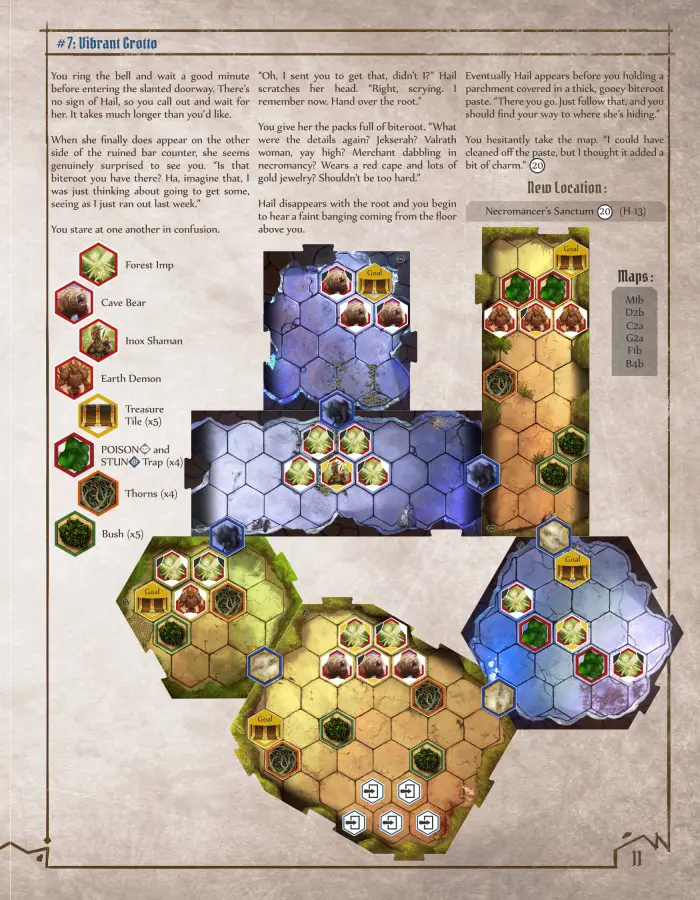 #7: Vibrant Grotto
You ring the bell and wait a good minute
before entering the slanted doorway. There's
no sign of Hail, so you call out and wait for
her. It takes much longer than you'd like.
When she finally does appear on the other
side of the ruined bar counter, she seems
genuinely surprised to see you. "Is that
biteroot you have there? Ha, imagine that, I
was just thinking about going to get some,
seeing as I just ran out last week."
You stare at one another in confusion.
"Oh, I sent you to get that, didn't I?" Hail
scratches her head. "Right, scrying. I
remember now. Hand over the root."
You give her the packs full of biteroot. "What
were the details again? Jekserah? Valrath
woman, yay high? Merchant dabbling in
necromancy? Wears a red cape and lots of
gold jewelry? Shouldn't be too hard."
Hail disappears with the root and you begin
to hear a faint banging coming from the floor
above you.
Eventually Hail appears before you holding a
parchment covered in a thick, gooey biteroot
paste. "There you go. Just follow that, and you
should find your way to where she's hiding."
You hesitantly take the map. "I could have
cleaned off the paste, but I thought it added a
bit of charm." 20
New Location:
Necromancer's Sanctum 20 (H-13)
Maps:
M1b
D2b
C2a
G2a
F1b
B4b
Forest Imp
Cave Bear
Inox Shaman
Earth Demon
Treasure
Tile (x5)
POISON and
STUN Trap (x4)
Thorns (x4)
Bush (x5)
Goal
Goal
Goal
Goal
Goal
11